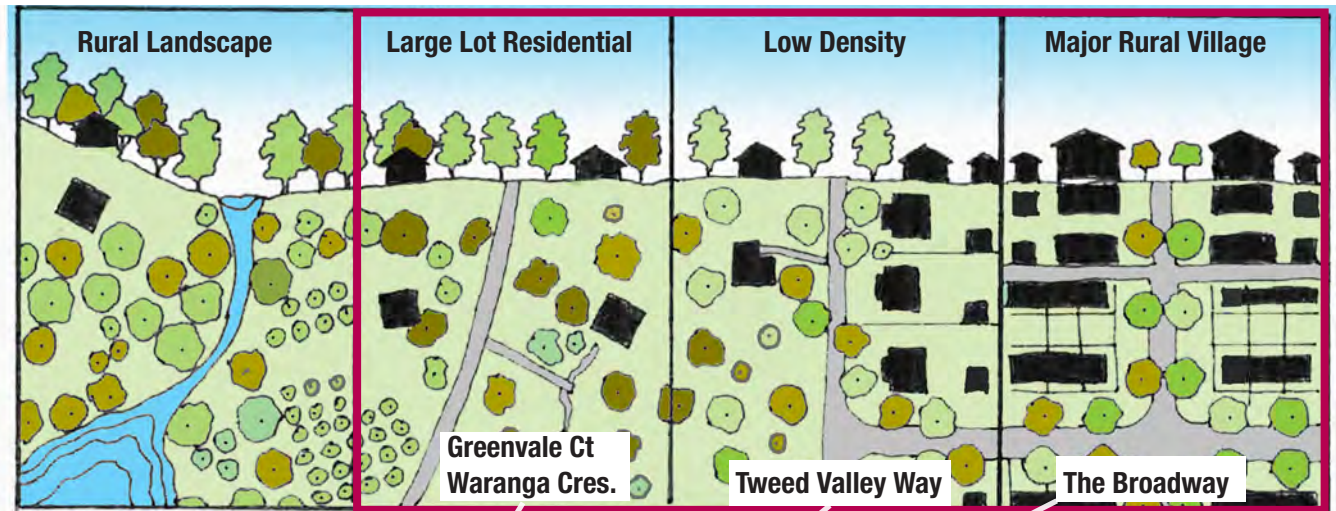 Rural Landscape
Large Lot Residential
Low Density
Major Rural Village
Greenvale Ct
Waranga Cres.
Tweed Valley Way
The Broadway